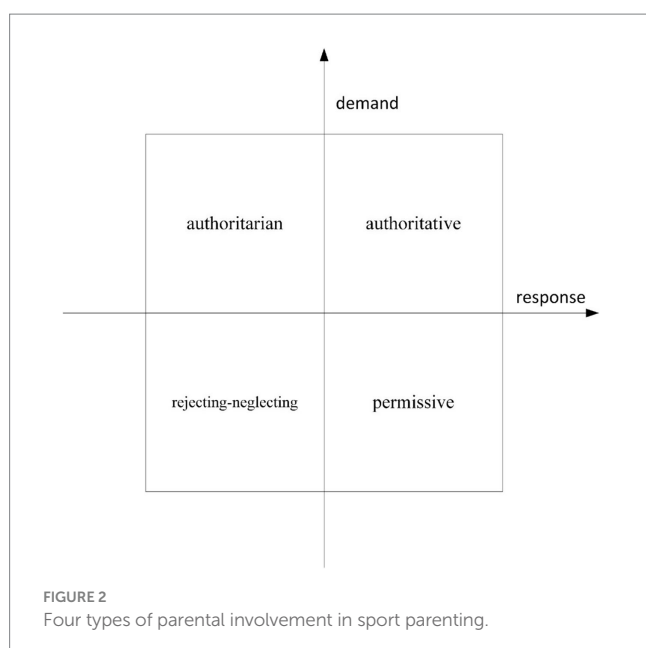 demand
authoritarian
authoritative
response
rejecting-neglecting
permissive
FIGURE 2
Four types of parental involvement in sport parenting.